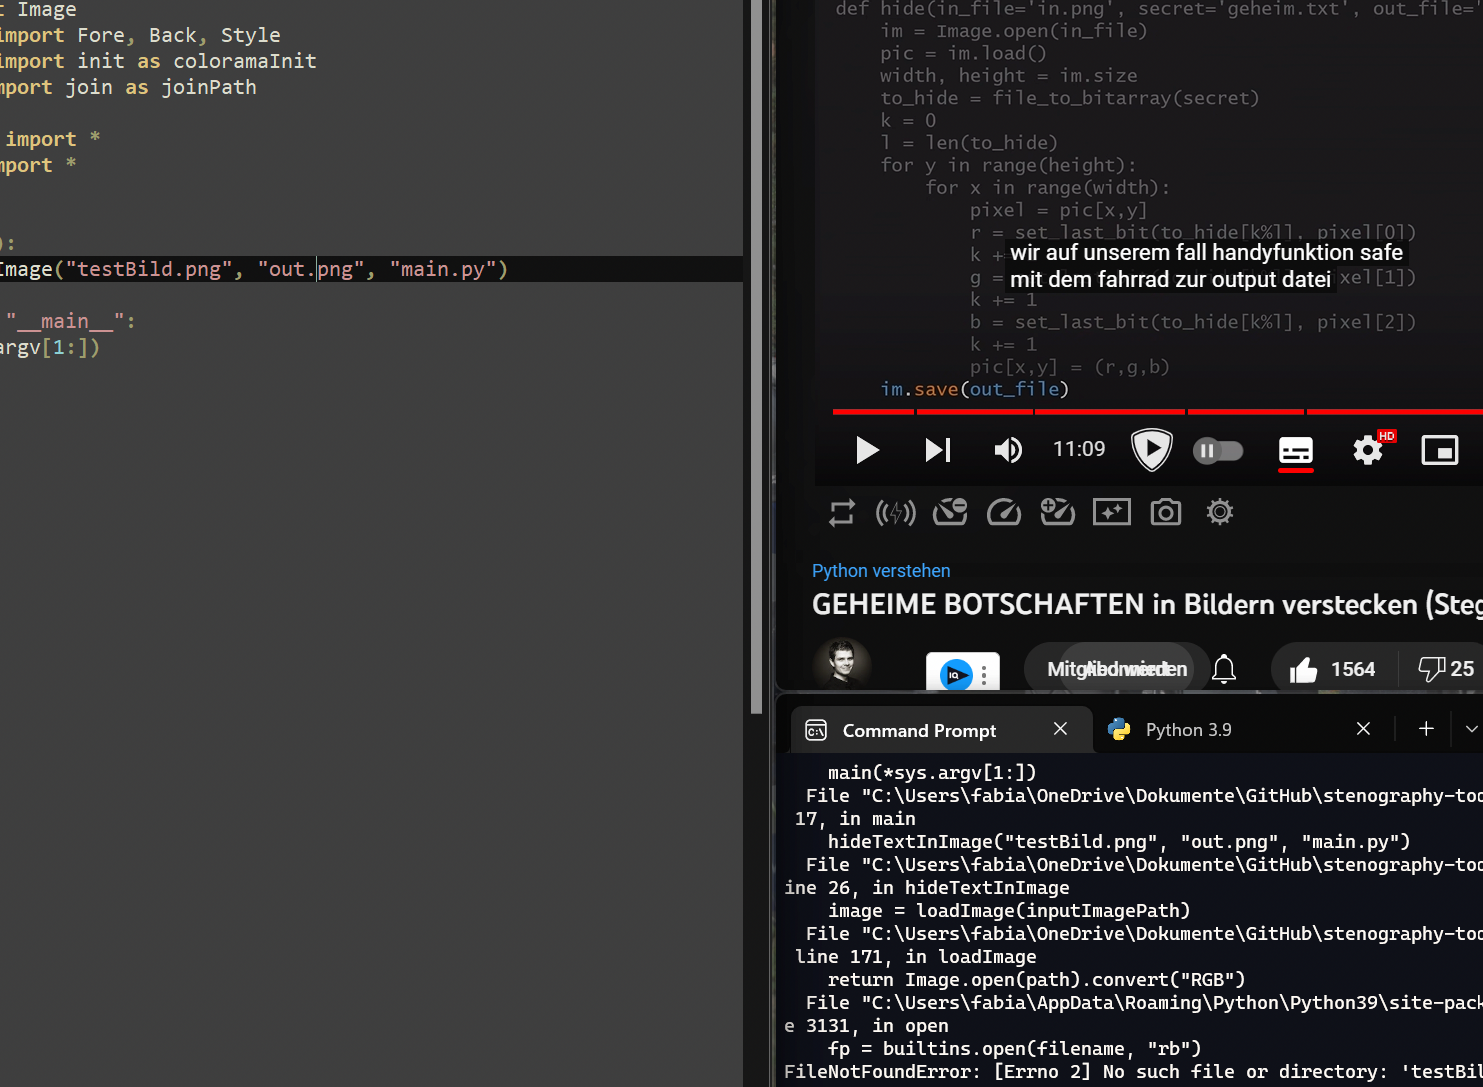 t Image
import Fore, Back, Style
import init as coloramaInit
mport join as joinPath
import *
mport *
):
Image("testBild.png", "out.png", "main.py")
"__main__":
argv[1:])
def hide(in_file='in.png', secret='geheim.txt', out_file='
im = Image.open(in_file)
pic = im.load()
width, height = im.size
to_hide = file_to_bitarray(secret)
k = 0
l = len(to_hide)
for y in range(height):
for x in range(width):
pixel = pic[x,y]
r = set_last_bit(to_hide[k%l], pixel[0])
k +
wir auf unserem fall handyfunktion safe
g =
mit dem fahrrad zur output datei
xel[1])
k += 1
b = set_last_bit(to_hide[k%l], pixel[2])
k += 1
pic[x,y] = (r,g,b)
im.save(out_file)
11:09
HD
Python verstehen
GEHEIME BOTSCHAFTEN in Bildern verstecken (Steg
IQ
Mitglied werden
Abonniert
1564
25
Command Prompt
Python 3.9
main(*sys.argv[1:])
File "C:\Users\fabia\OneDrive\Dokumente\GitHub\stenography-too
17, in main
hideTextInImage("testBild.png", "out.png", "main.py")
File "C:\Users\fabia\OneDrive\Dokumente\GitHub\stenography-too
ine 26, in hideTextInImage
image = loadImage(inputImagePath)
File "C:\Users\fabia\OneDrive\Dokumente\GitHub\stenography-too
line 171, in loadImage
return Image.open(path).convert("RGB")
File "C:\Users\fabia\AppData\Roaming\Python\Python39\site-pack
e 3131, in open
fp = builtins.open(filename, "rb")
FileNotFoundError: [Errno 2] No such file or directory: 'testBil